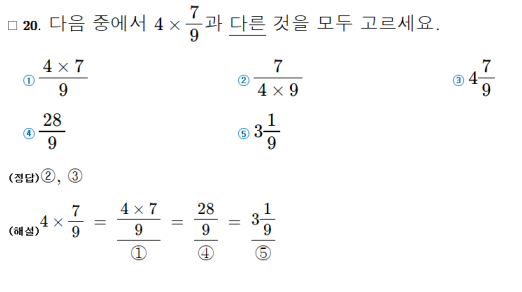 □ 20. 다음 중에서 4 × 7/9과 다른 것을 모두 고르세요.
① (4 × 7)/9 ② 7/(4 × 9) ③ 4 7/9
④ 28/9 ⑤ 3 1/9
(정답)②, ③
(해설)4 × 7/9 = (4 × 7)/9 = 28/9 = 3 1/9
① ④ ⑤